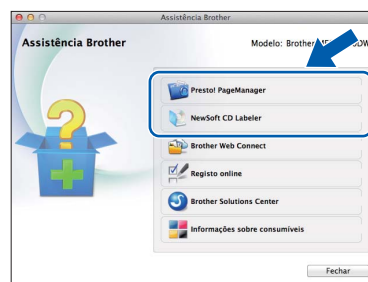 Assistência Brother
Assistência Brother
Modelo: Brother
Presto! PageManager
NewSoft CD Labeler
Brother Web Connect
Registo online
Brother Solutions Center
Informações sobre consumíveis
Fechar